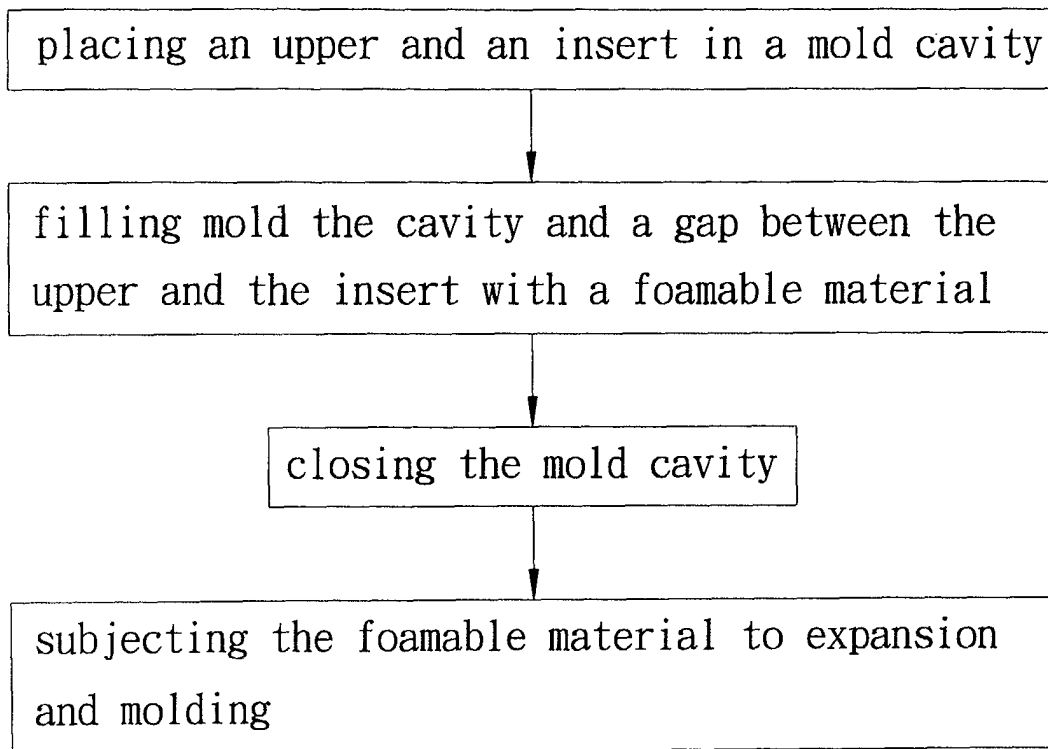 placing an upper and an insert in a mold cavity
filling mold the cavity and a gap between the
upper and the insert with a foamable material
closing the mold cavity
subjecting the foamable material to expansion
and molding